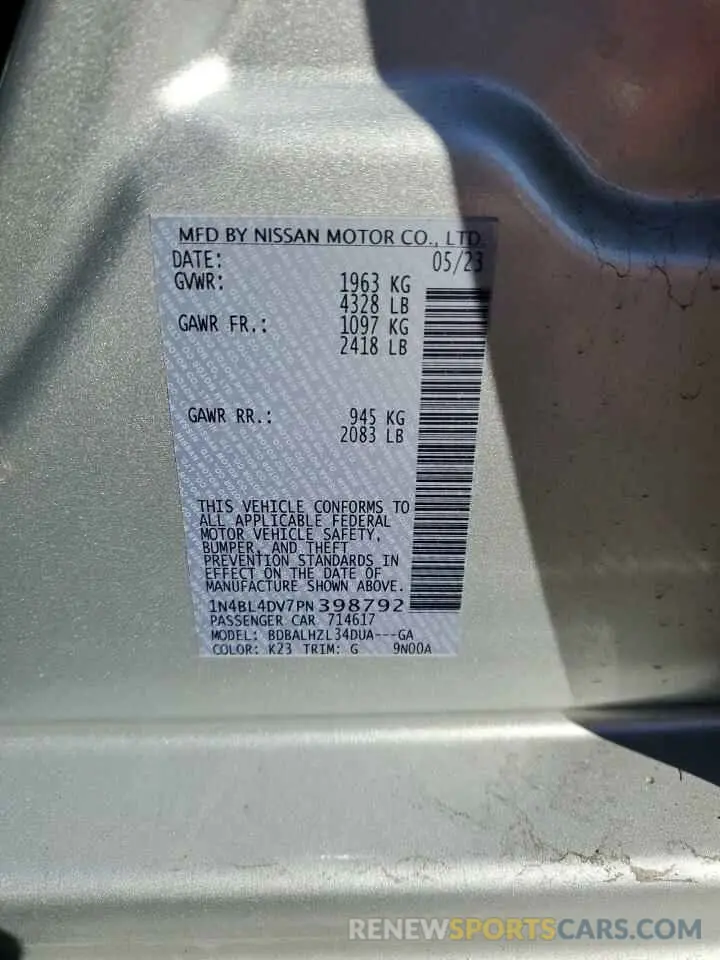 MFD BY NISSAN MOTOR CO., LTD.
DATE: 05/23
GVWR: 1963 KG
4328 LB
GAWR FR.: 1097 KG
2418 LB
GAWR RR.: 945 KG
2083 LB
THIS VEHICLE CONFORMS TO
ALL APPLICABLE FEDERAL
MOTOR VEHICLE SAFETY,
BUMPER, AND THEFT
PREVENTION STANDARDS IN
EFFECT ON THE DATE OF
MANUFACTURE SHOWN ABOVE.
1N4BL4DV7PN398792
PASSENGER CAR 714617
MODEL: BDBALHZL34DUA---GA
COLOR: K23 TRIM: G 9N00A
RENEWSPORTSCARS.COM